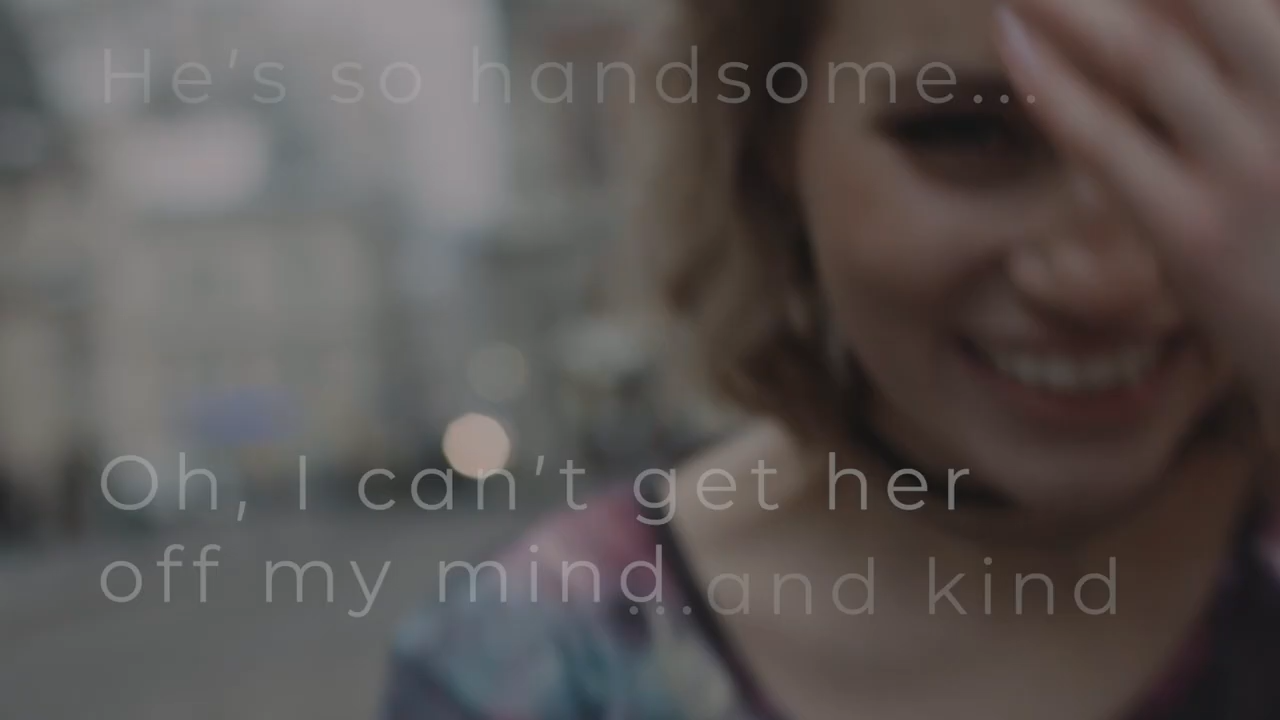 He's so handsome...
Oh, I can't get her
off my mind
...and kind